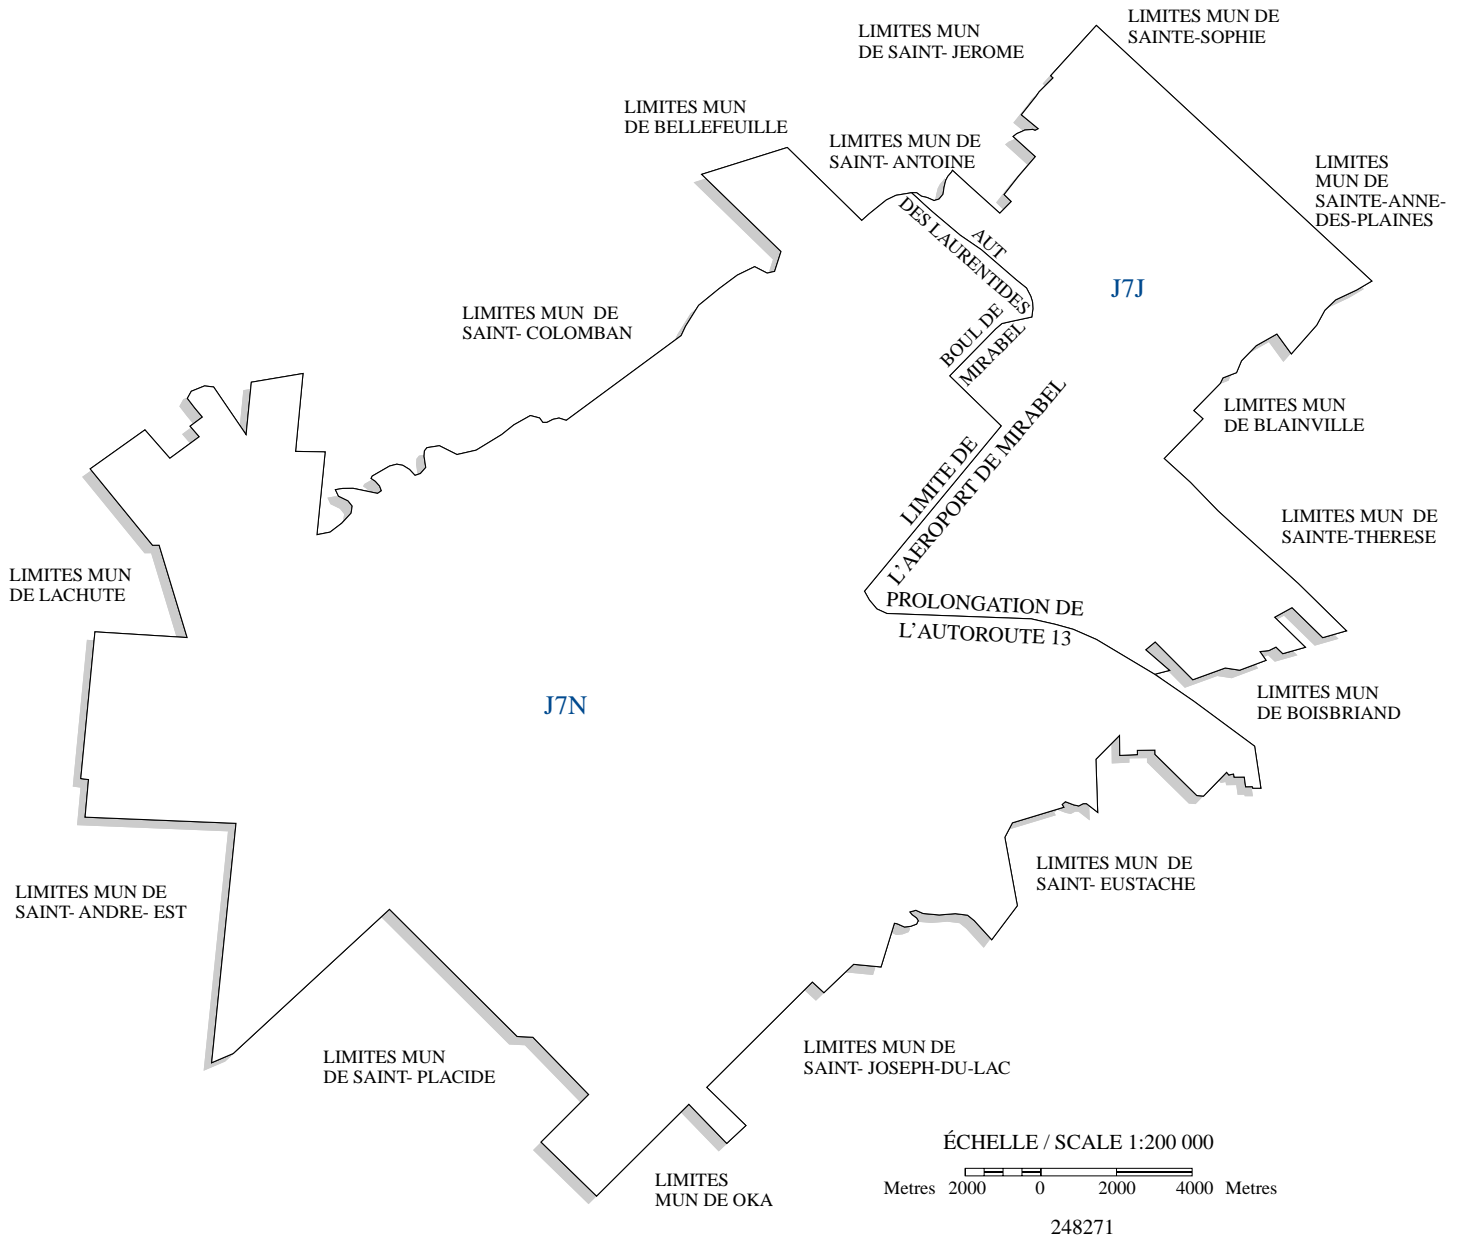 LIMITES MUN DE
SAINTE-SOPHIE
LIMITES MUN
DE SAINT- JEROME
LIMITES MUN
DE BELLEFEUILLE
LIMITES MUN DE
SAINT- ANTOINE
LIMITES
MUN DE
SAINTE-ANNE-
DES-PLAINES
AUT
DES LAURENTIDES
J7J
BOUL DE
MIRABEL
LIMITES MUN DE
SAINT- COLOMBAN
LIMITES MUN
DE BLAINVILLE
LIMITE DE
L'AEROPORT DE MIRABEL
LIMITES MUN DE
SAINTE-THERESE
LIMITES MUN
DE LACHUTE
PROLONGATION DE
L'AUTOROUTE 13
J7N
LIMITES MUN
DE BOISBRIAND
LIMITES MUN DE
SAINT- EUSTACHE
LIMITES MUN DE
SAINT- ANDRE- EST
LIMITES MUN
DE SAINT- PLACIDE
LIMITES MUN DE
SAINT- JOSEPH-DU-LAC
LIMITES
MUN DE OKA
ÉCHELLE / SCALE 1:200 000
Metres 2000 0 2000 4000 Metres
248271